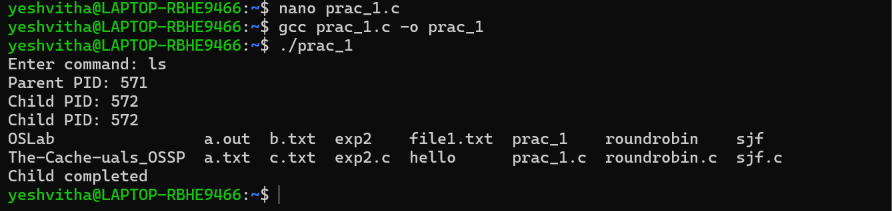 yeshvitha@LAPTOP-RBHE9466:~$ nano prac_1.c
yeshvitha@LAPTOP-RBHE9466:~$ gcc prac_1.c -o prac_1
yeshvitha@LAPTOP-RBHE9466:~$ ./prac_1
Enter command: ls
Parent PID: 571
Child PID: 572
Child PID: 572
OSLab               a.out  b.txt  exp2    file1.txt  prac_1    roundrobin    sjf
The-Cache-uals_OSSP  a.txt  c.txt  exp2.c  hello      prac_1.c  roundrobin.c  sjf.c
Child completed
yeshvitha@LAPTOP-RBHE9466:~$